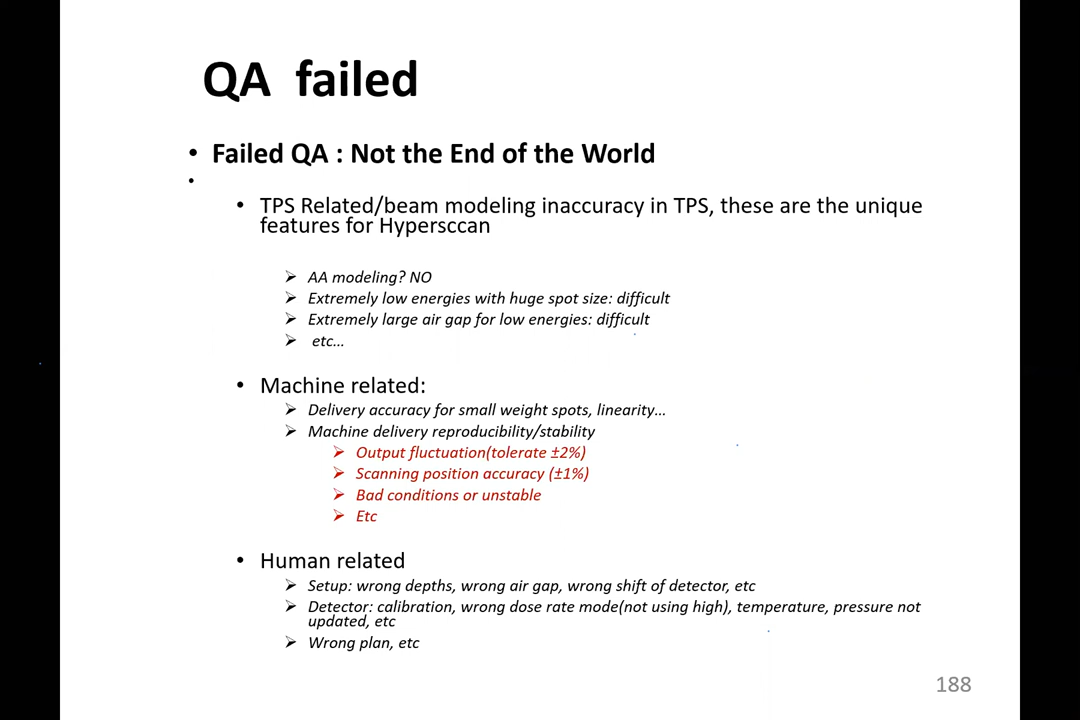 QA failed
• Failed QA : Not the End of the World
•
• TPS Related/beam modeling inaccuracy in TPS, these are the unique
features for Hypersccan
➢ AA modeling? NO
➢ Extremely low energies with huge spot size: difficult
➢ Extremely large air gap for low energies: difficult
➢ etc…
• Machine related:
➢ Delivery accuracy for small weight spots, linearity…
➢ Machine delivery reproducibility/stability
➢ Output fluctuation(tolerate ±2%)
➢ Scanning position accuracy (±1%)
➢ Bad conditions or unstable
➢ Etc
• Human related
➢ Setup: wrong depths, wrong air gap, wrong shift of detector, etc
➢ Detector: calibration, wrong dose rate mode(not using high), temperature, pressure not
updated, etc
➢ Wrong plan, etc
188